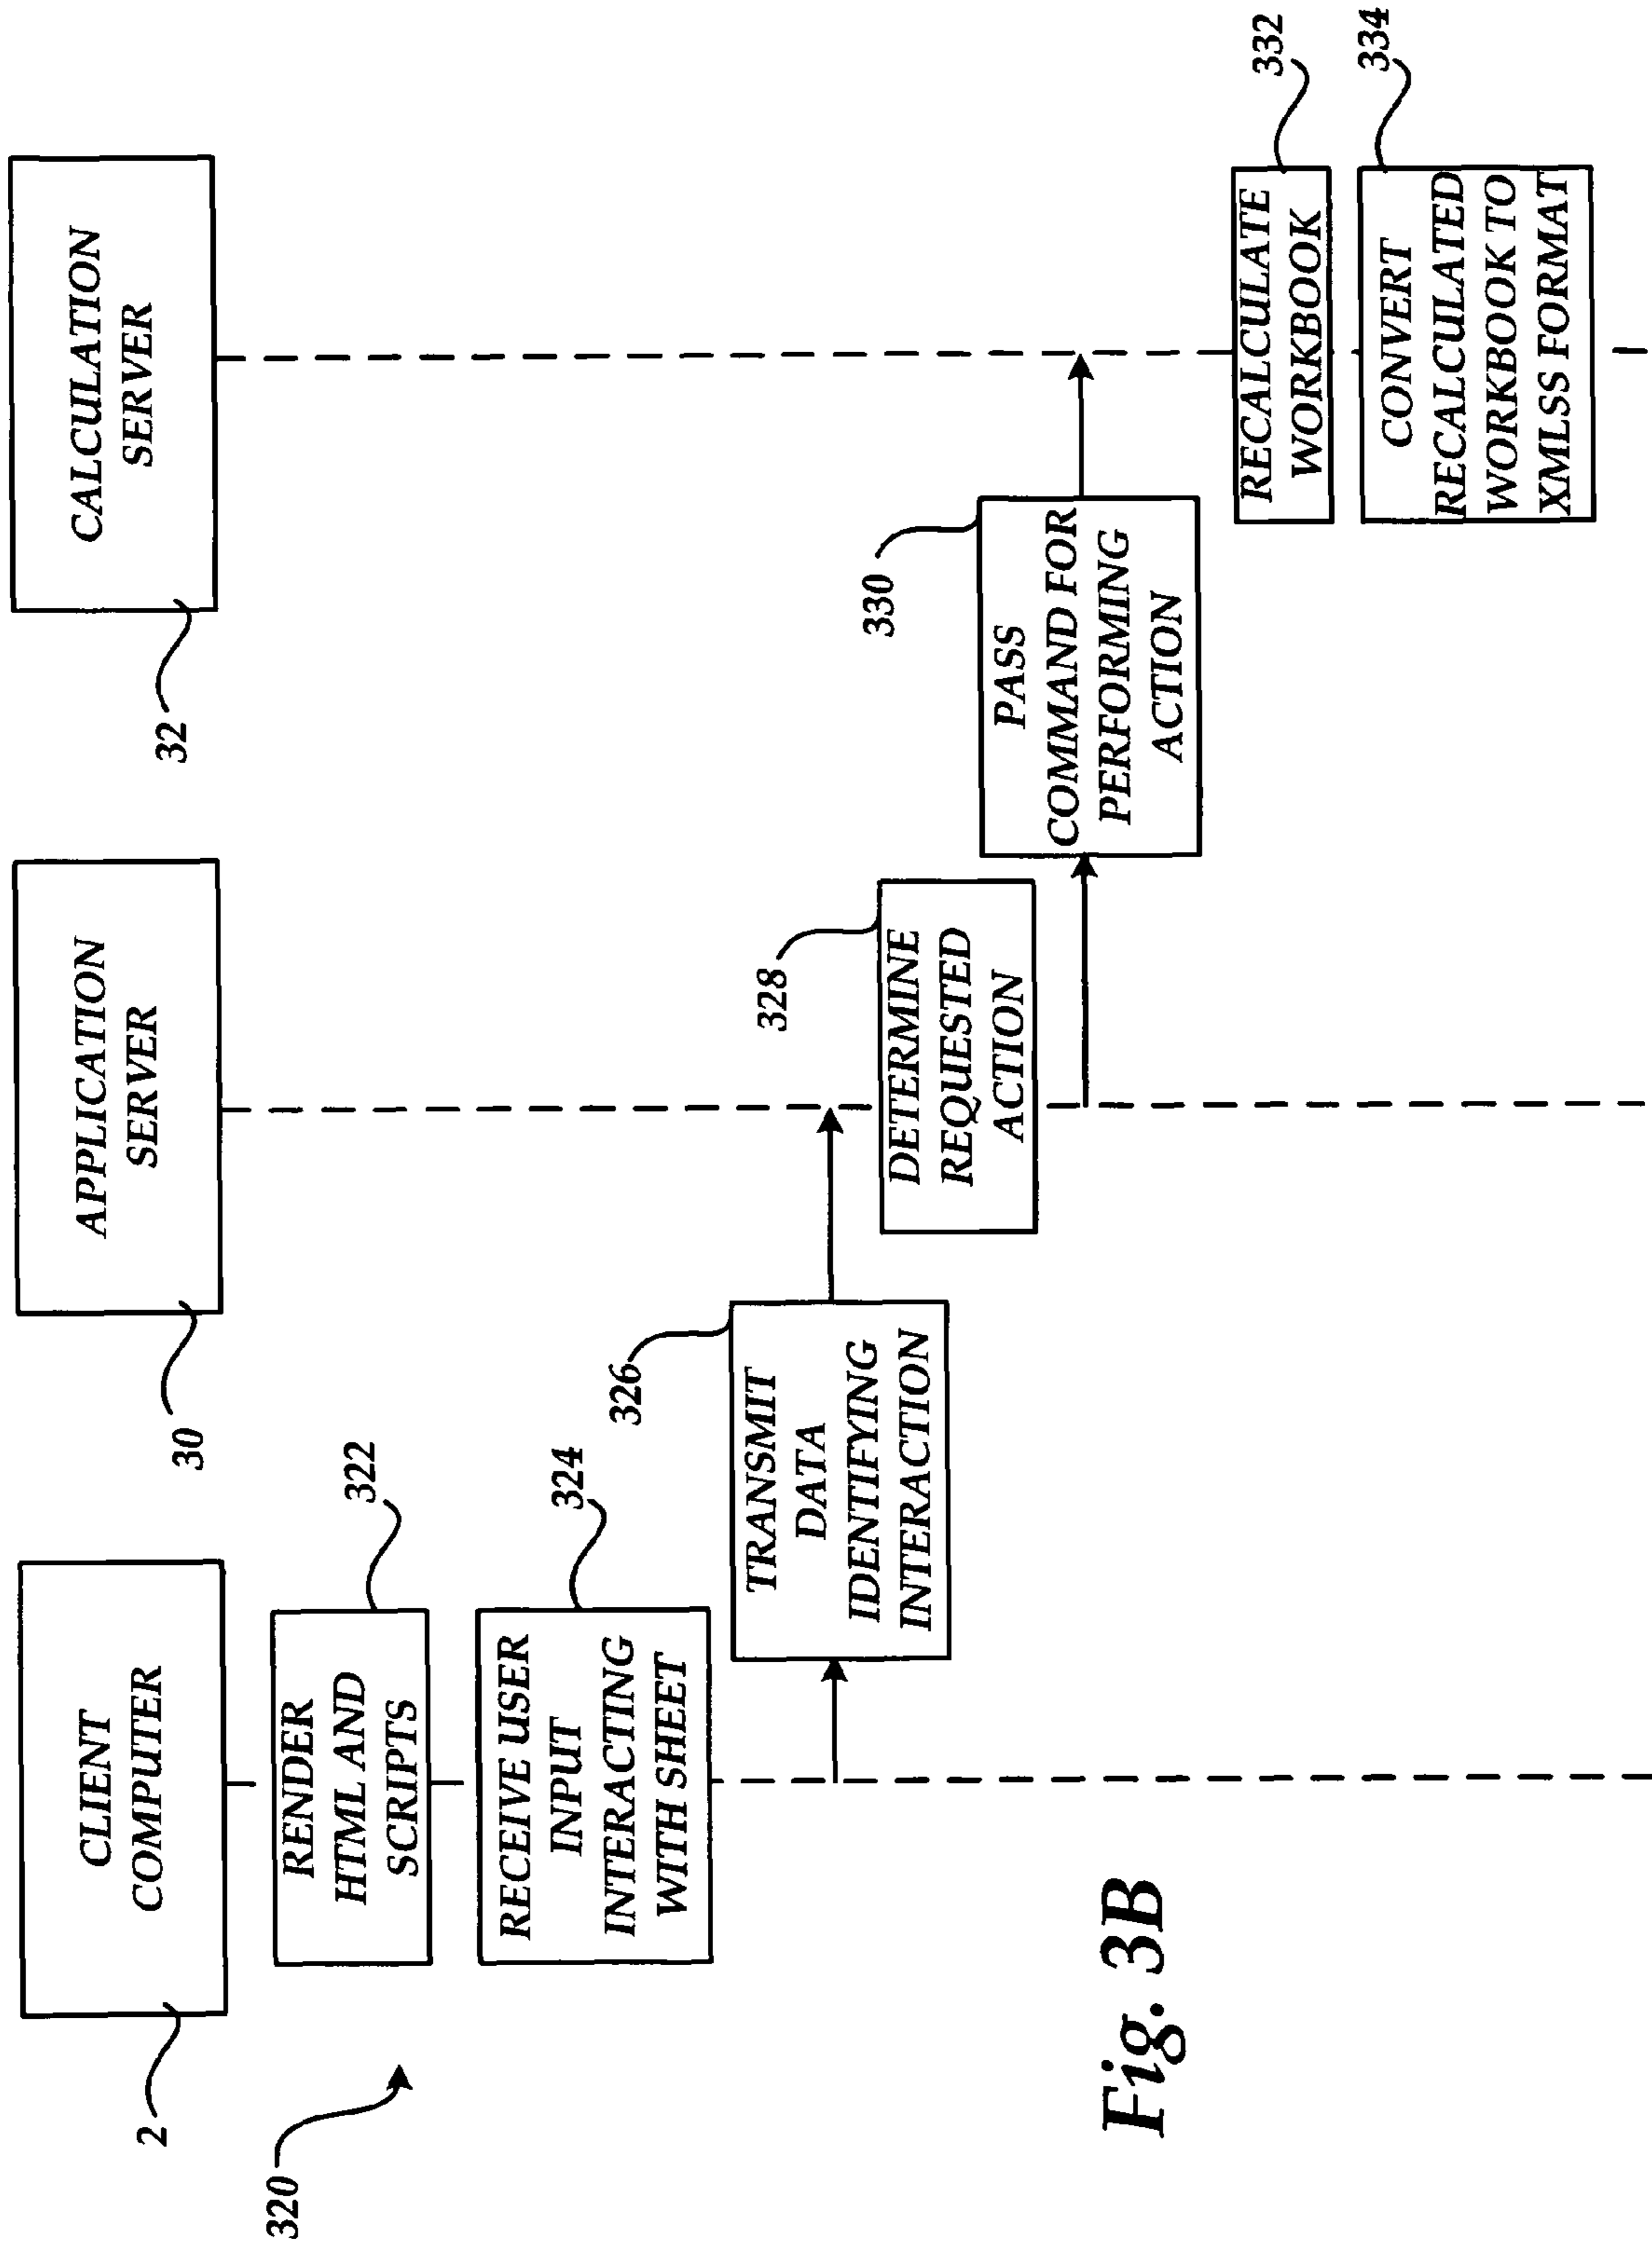 CLIENT
COMPUTER
2
APPLICATION
SERVER
30
CALCULATION
SERVER
32
320
RENDER
HTML AND
SCRIPTS
322
RECEIVE USER
INPUT
INTERACTING
WITH SHEET
324
TRANSMIT
DATA
IDENTIFYING
INTERACTION
326
DETERMINE
REQUESTED
ACTION
328
PASS
COMMAND FOR
PERFORMING
ACTION
330
RECALCULATE
WORKBOOK
332
CONVERT
RECALCULATED
WORKBOOK TO
XMLSS FORMAT
334
Fig. 3B